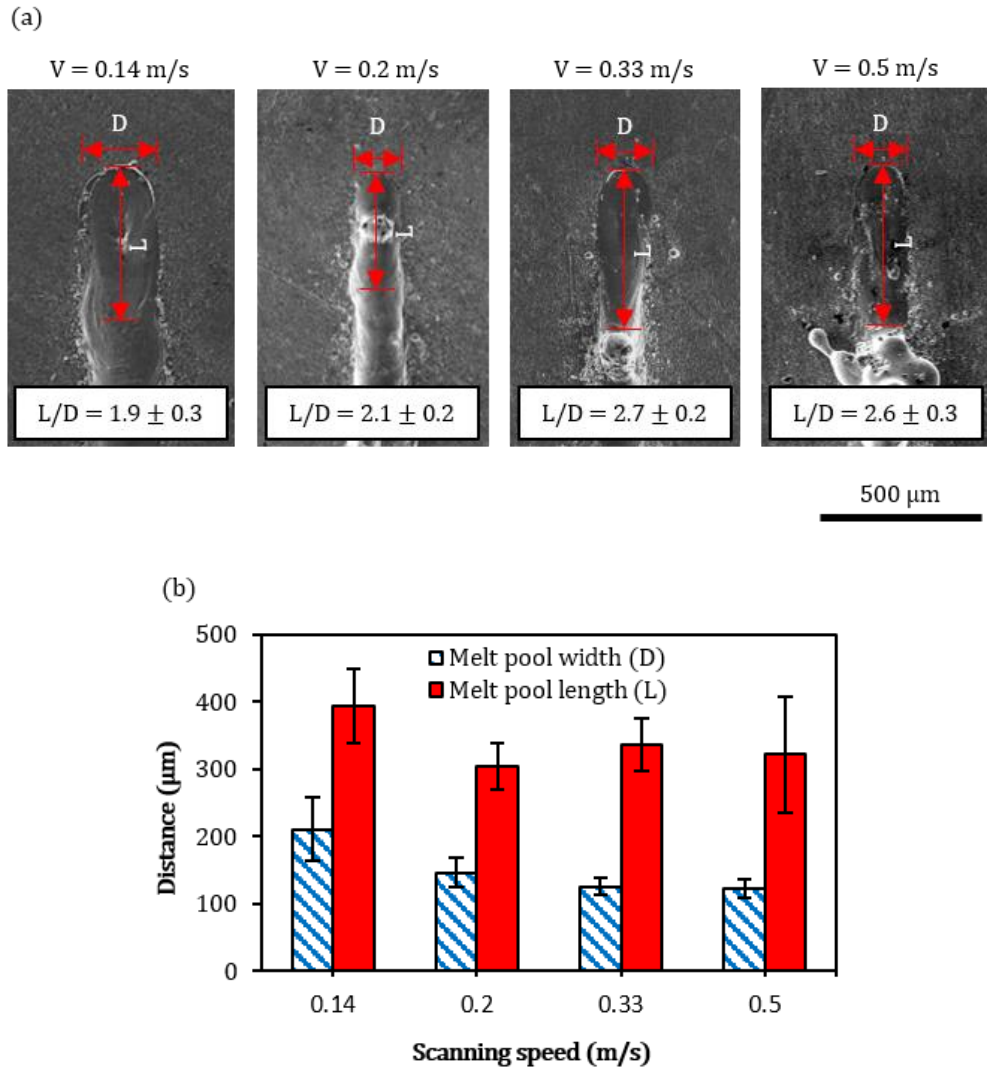 (a)
V = 0.14 m/s V = 0.2 m/s V = 0.33 m/s V = 0.5 m/s
D D D D
L L L L
L/D = 1.9 ± 0.3 L/D = 2.1 ± 0.2 L/D = 2.7 ± 0.2 L/D = 2.6 ± 0.3
500 µm
(b)
500
400
300
200
100
0
Distance (µm)
Melt pool width (D)
Melt pool length (L)
0.14 0.2 0.33 0.5
Scanning speed (m/s)